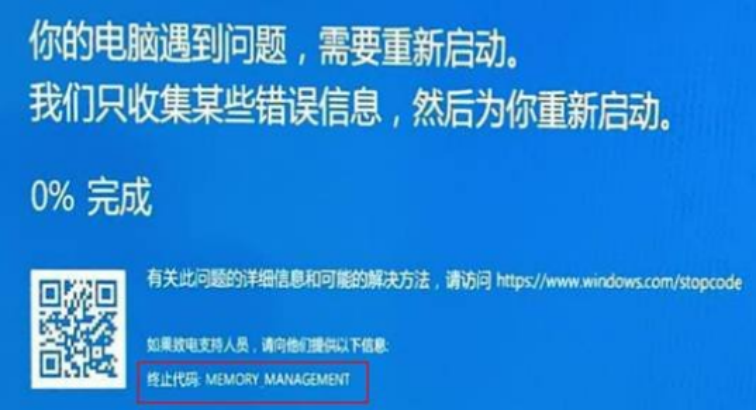 你的电脑遇到问题，需要重新启动。
我们只收集某些错误信息，然后为你重新启动。
0% 完成
有关此问题的详细信息和可能的解决方法，请访问 https://www.windows.com/stopcode
如果致电支持人员，请向他们提供以下信息:
终止代码: MEMORY MANAGEMENT